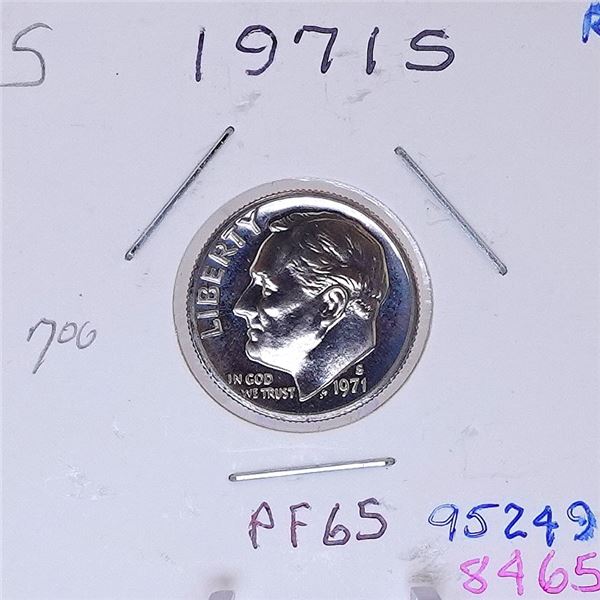 S 1971S
LIBERTY
700
IN GOD
WE TRUST
S
1971
PF65 95249
8465